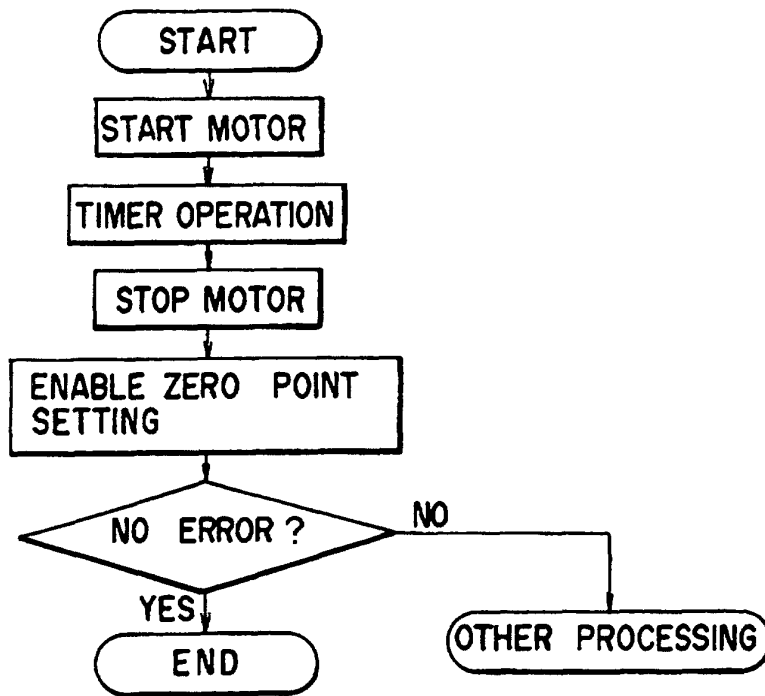 START
START MOTOR
TIMER OPERATION
STOP MOTOR
ENABLE ZERO POINT
SETTING
NO ERROR?
NO
YES
END
OTHER PROCESSING